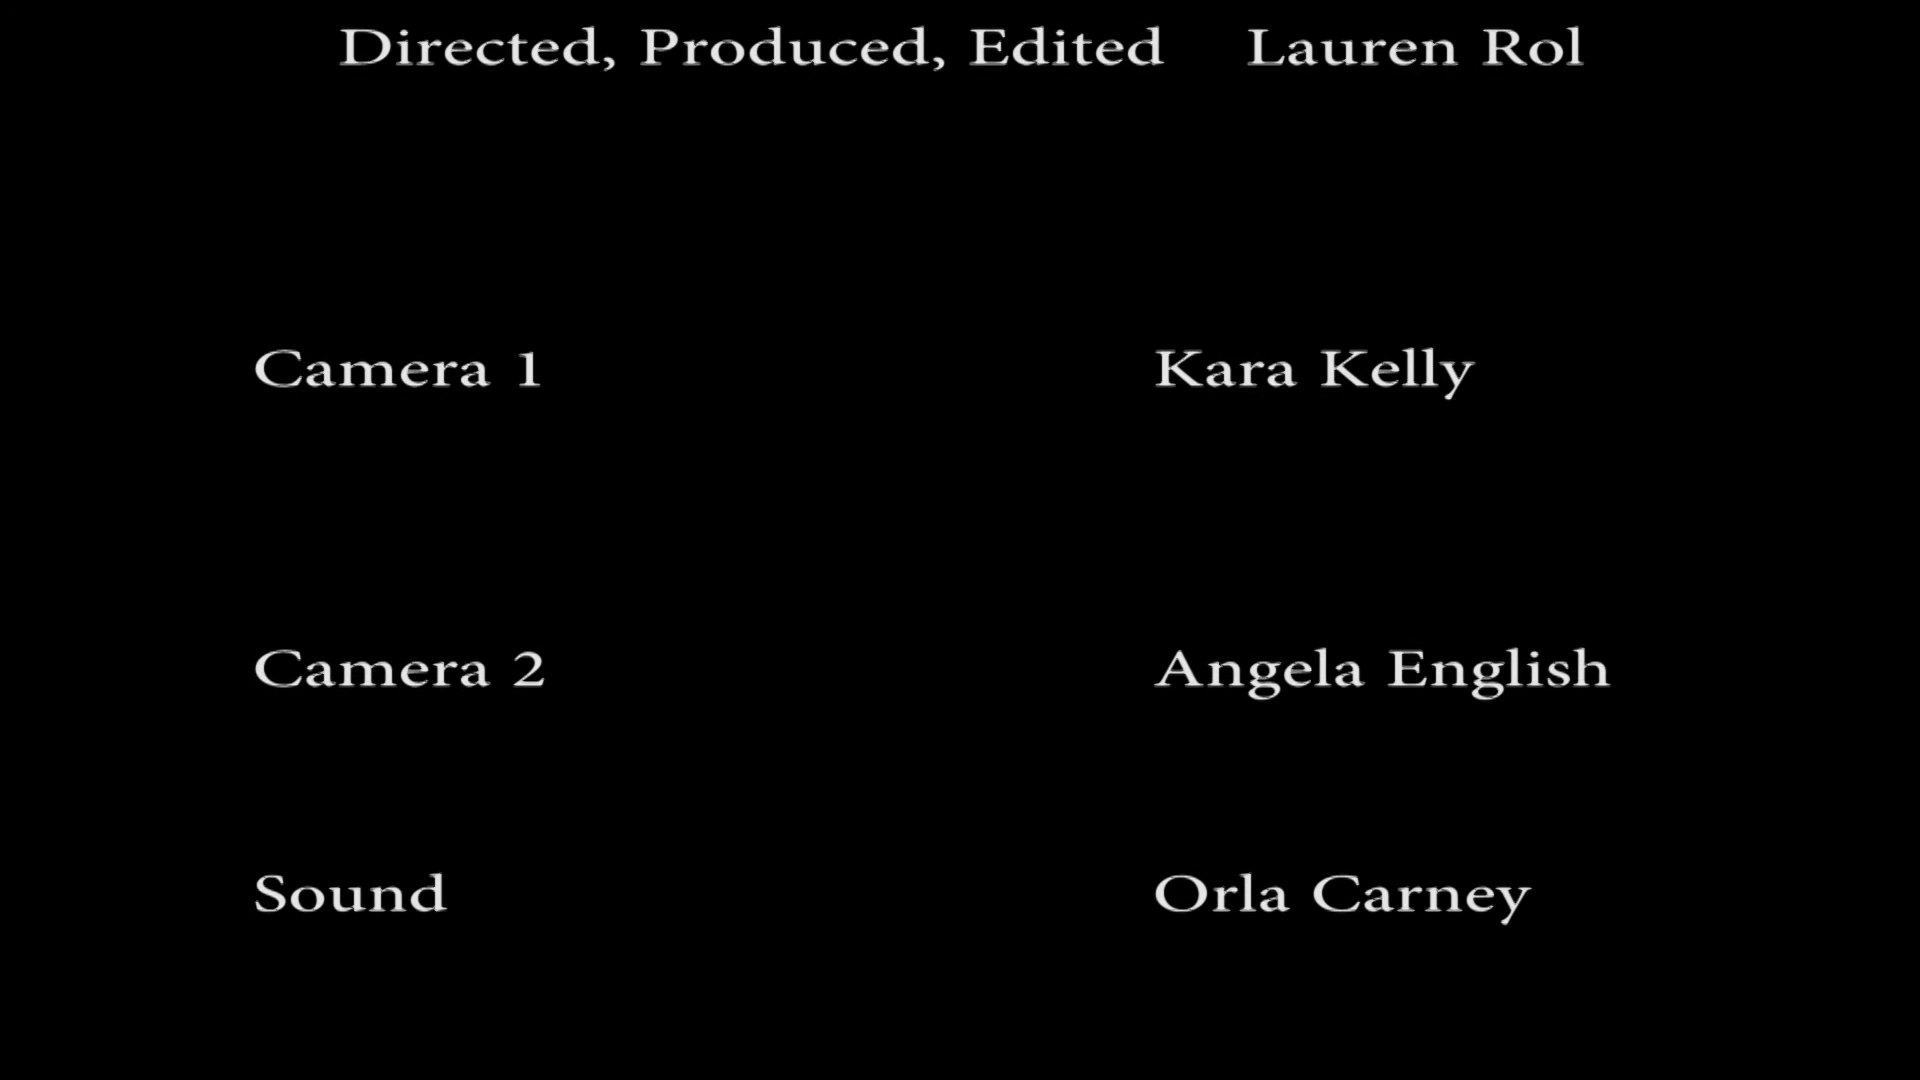 Directed, Produced, Edited Lauren Rol
Camera 1 Kara Kelly
Camera 2 Angela English
Sound Orla Carney